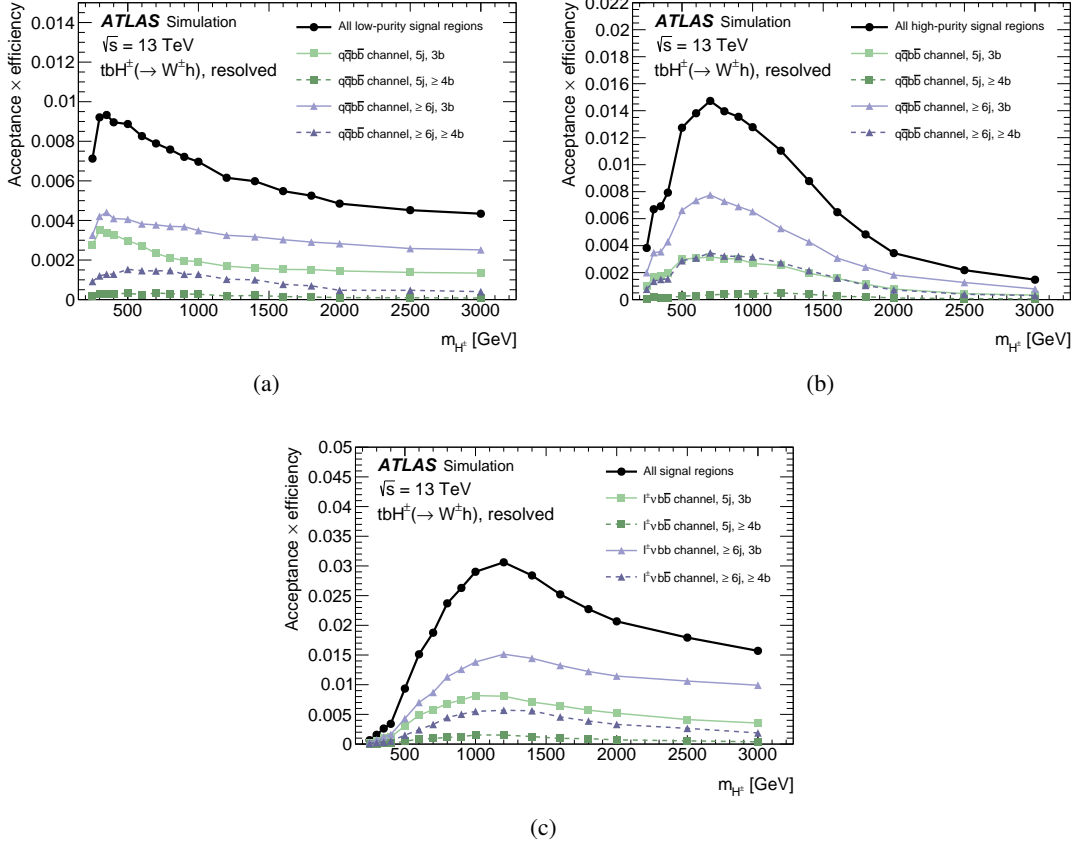 ATLAS Simulation
√s = 13 TeV
tbH±(→ W±h), resolved
All low-purity signal regions
qq̅bb̅ channel, 5j, 3b
qq̅bb̅ channel, 5j, ≥ 4b
qq̅bb̅ channel, ≥ 6j, 3b
qq̅bb̅ channel, ≥ 6j, ≥ 4b
Acceptance × efficiency
0.014
0.012
0.01
0.008
0.006
0.004
0.002
0
500 1000 1500 2000 2500 3000
m_H± [GeV]
(a)
ATLAS Simulation
√s = 13 TeV
tbH±(→ W±h), resolved
All high-purity signal regions
qq̅bb̅ channel, 5j, 3b
qq̅bb̅ channel, 5j, ≥ 4b
qq̅bb̅ channel, ≥ 6j, 3b
qq̅bb̅ channel, ≥ 6j, ≥ 4b
Acceptance × efficiency
0.022
0.02
0.018
0.016
0.014
0.012
0.01
0.008
0.006
0.004
0.002
0
500 1000 1500 2000 2500 3000
m_H± [GeV]
(b)
ATLAS Simulation
√s = 13 TeV
tbH±(→ W±h), resolved
All signal regions
l±νbb̅ channel, 5j, 3b
l±νbb̅ channel, 5j, ≥ 4b
l±νbb channel, ≥ 6j, 3b
l±νbb̅ channel, ≥ 6j, ≥ 4b
Acceptance × efficiency
0.05
0.045
0.04
0.035
0.03
0.025
0.02
0.015
0.01
0.005
0
500 1000 1500 2000 2500 3000
m_H± [GeV]
(c)